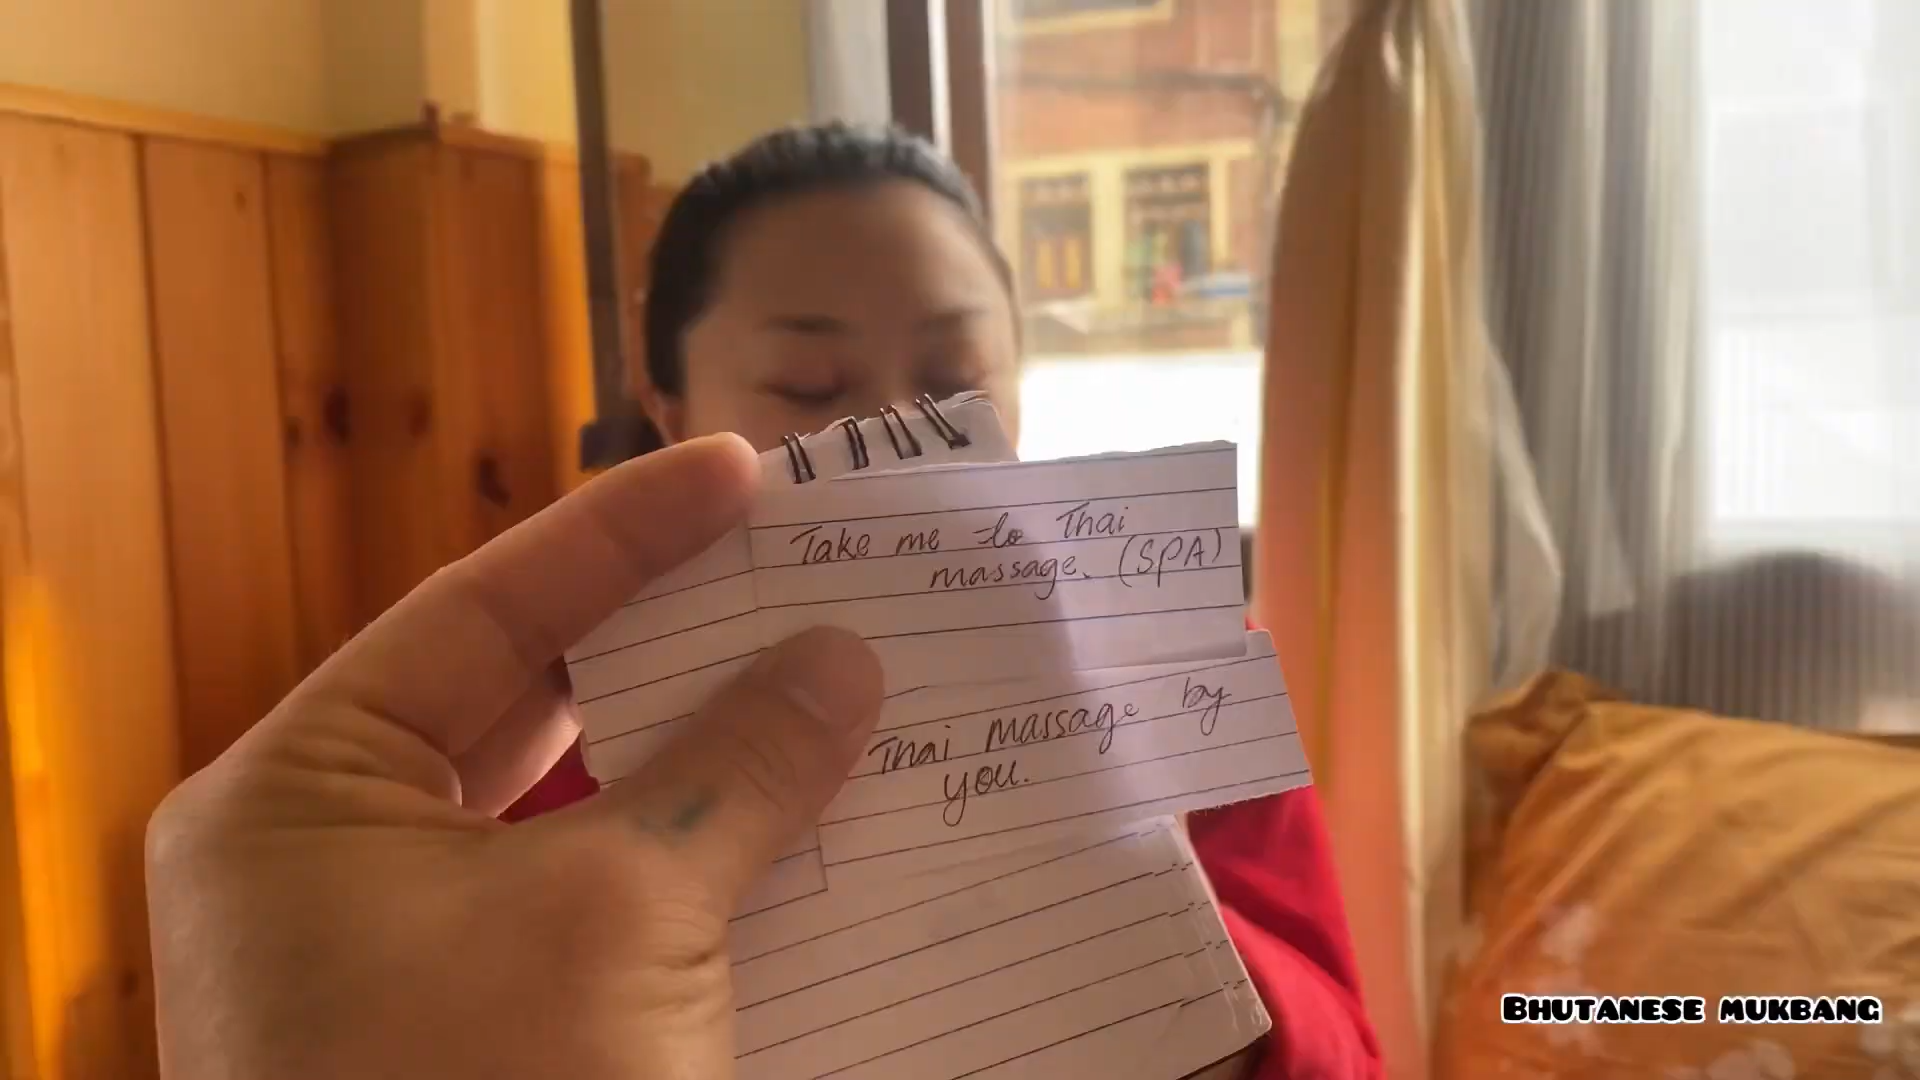 Take me to Thai
massage. (SPA)
Thai massage by
you.
BHUTANESE MUKBANG